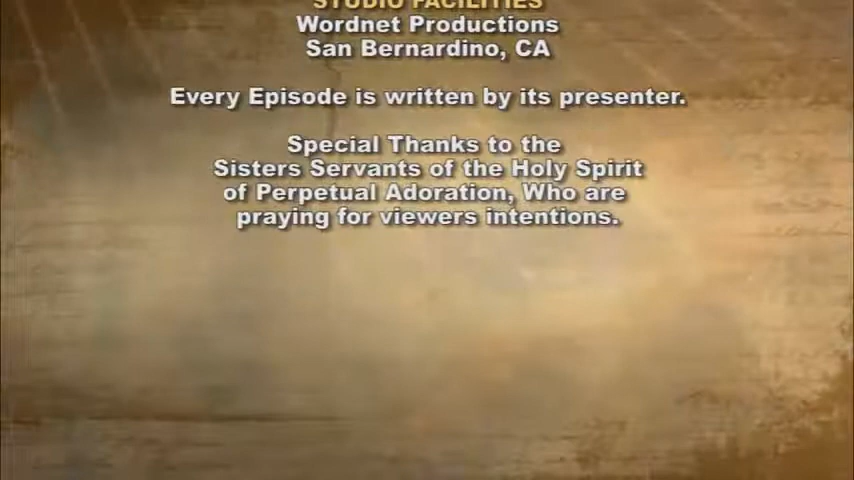 STUDIO FACILITIES
Wordnet Productions
San Bernardino, CA
Every Episode is written by its presenter.
Special Thanks to the
Sisters Servants of the Holy Spirit
of Perpetual Adoration, Who are
praying for viewers intentions.